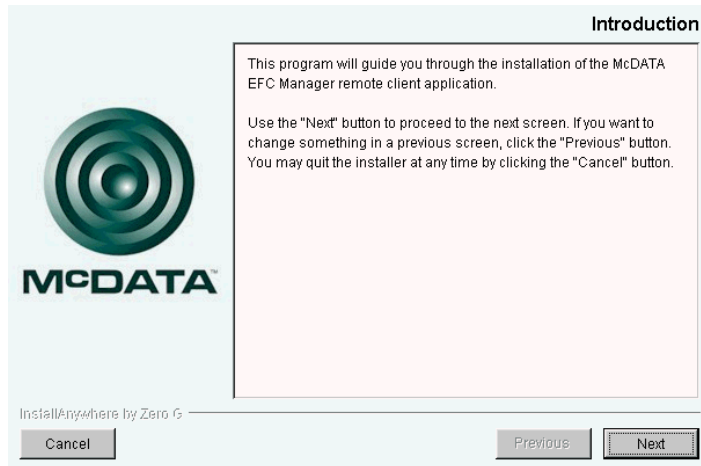 Introduction
This program will guide you through the installation of the McDATA
EFC Manager remote client application.
Use the "Next" button to proceed to the next screen. If you want to
change something in a previous screen, click the "Previous" button.
You may quit the installer at any time by clicking the "Cancel" button.
McDATA™
InstallAnywhere by Zero G
Cancel
Previous
Next